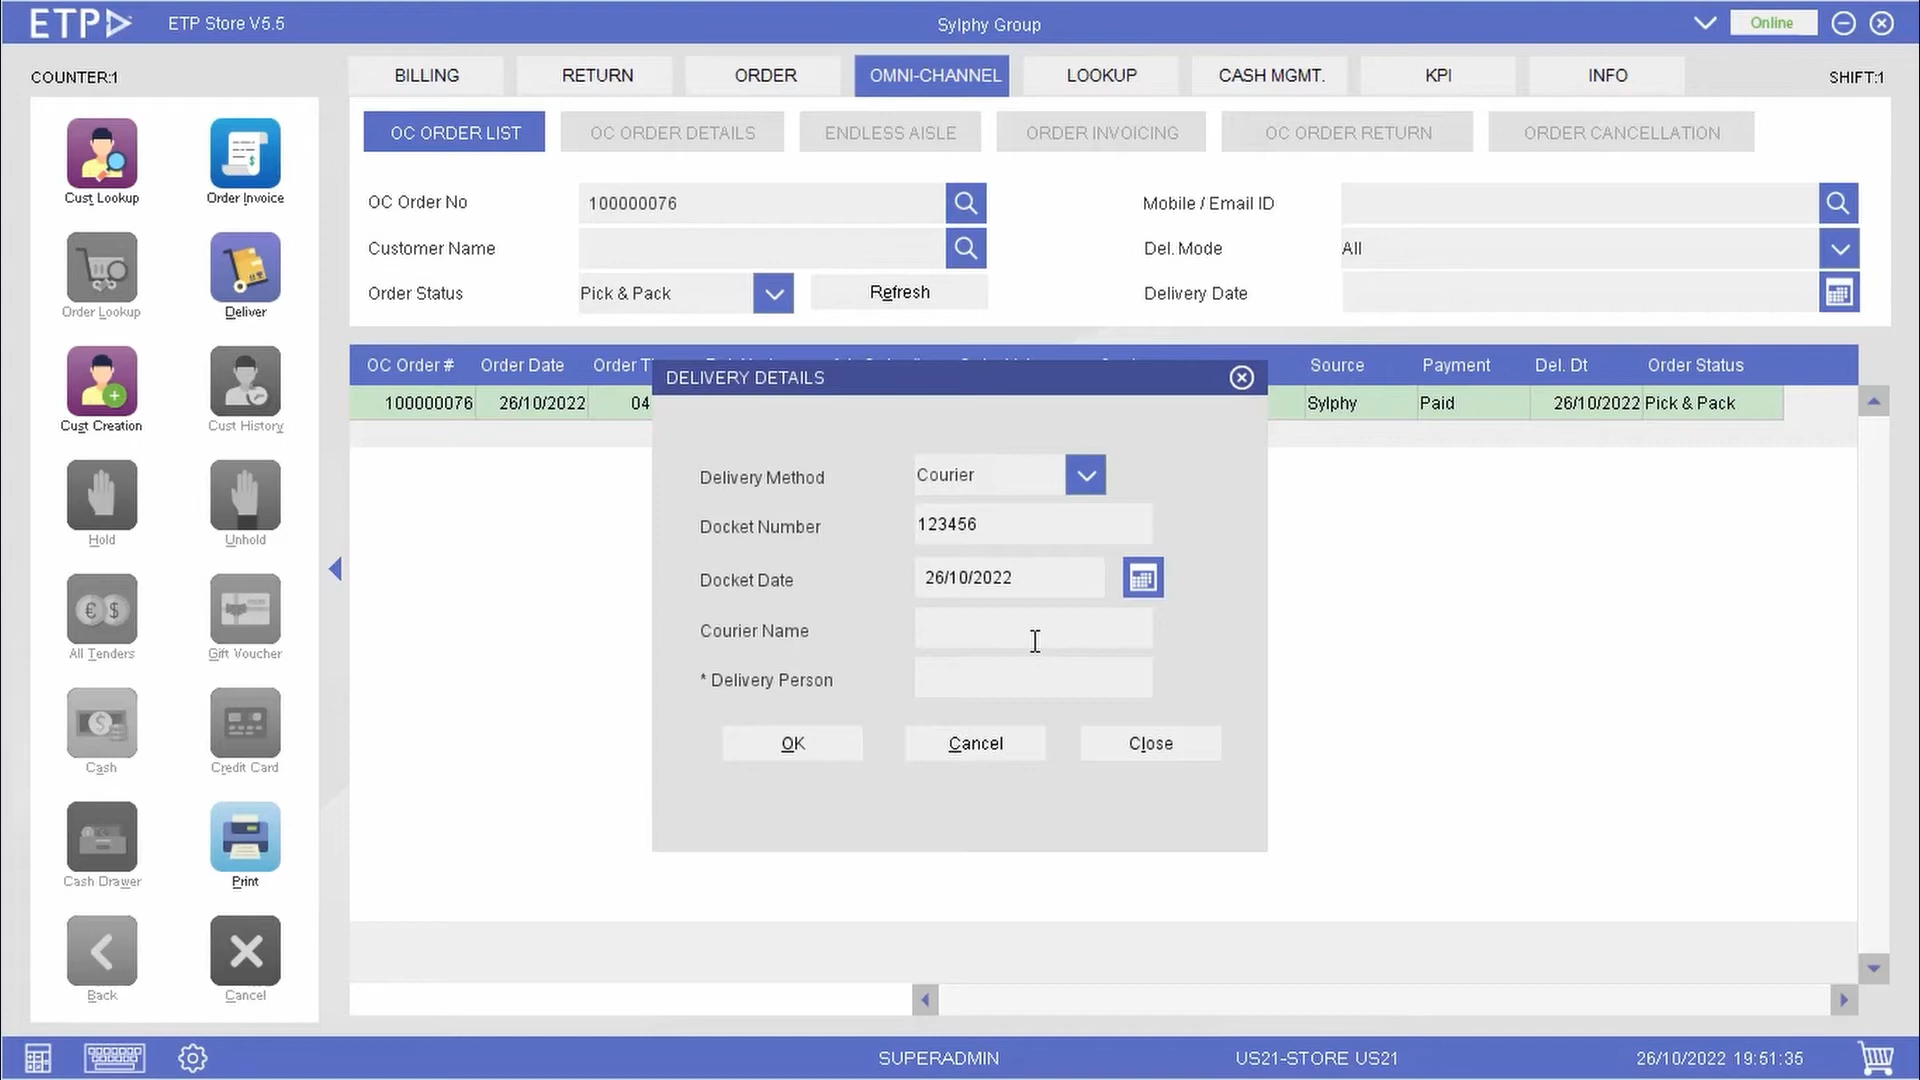 ETP
ETP Store V5.5
Sylphy Group
Online
COUNTER:1
BILLING
RETURN
ORDER
OMNI-CHANNEL
LOOKUP
CASH MGMT.
KPI
INFO
SHIFT:1
OC ORDER LIST
OC ORDER DETAILS
ENDLESS AISLE
ORDER INVOICING
OC ORDER RETURN
ORDER CANCELLATION
Cust Lookup
Order Invoice
Order Lookup
Deliver
Cust Creation
Cust History
Hold
Unhold
All Tenders
Gift Voucher
Cash
Credit Card
Cash Drawer
Print
Back
Cancel
OC Order No
100000076
Mobile / Email ID
Customer Name
Del. Mode
All
Order Status
Pick & Pack
Refresh
Delivery Date
OC Order #
Order Date
Order
Source
Payment
Del. Dt
Order Status
100000076
26/10/2022
04
Sylphy
Paid
26/10/2022
Pick & Pack
DELIVERY DETAILS
Delivery Method
Courier
Docket Number
123456
Docket Date
26/10/2022
Courier Name
* Delivery Person
OK
Cancel
Close
SUPERADMIN
US21-STORE US21
26/10/2022 19:51:35